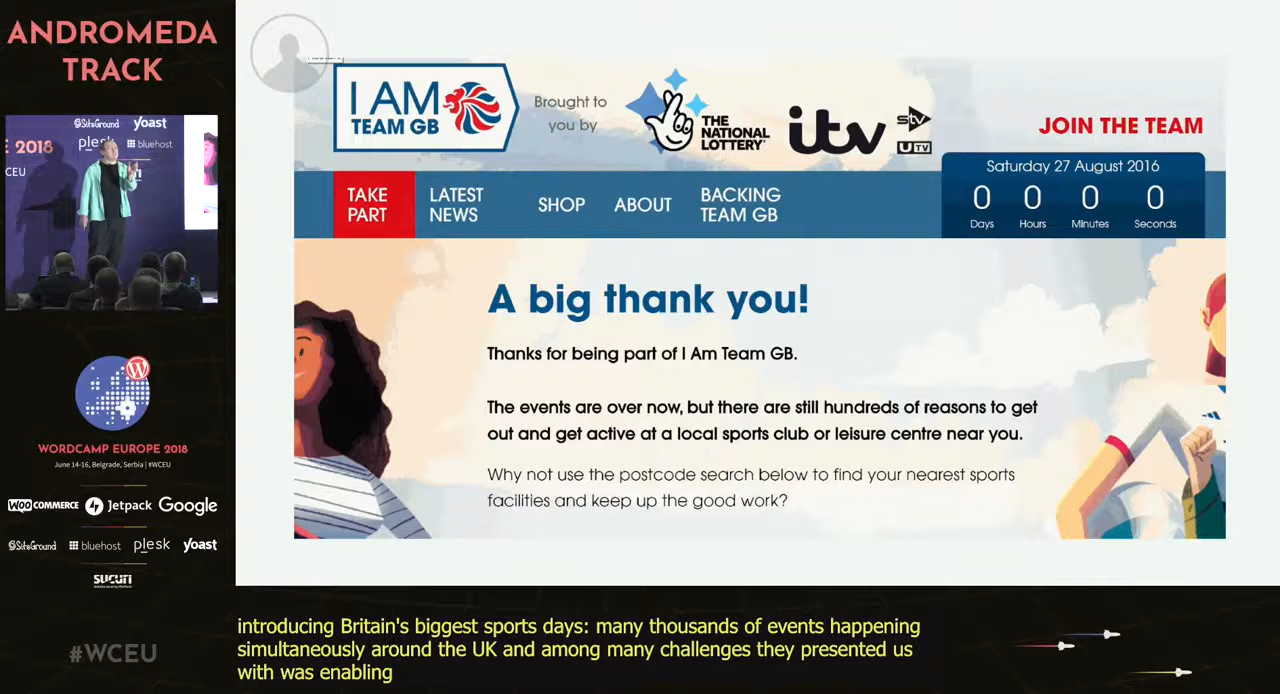 ANDROMEDA
TRACK
SiteGround
yoast
E 2018
bluehost
CEU
WORDCAMP EUROPE 2018
June 14-16, Belgrade, Serbia | #WCEU
WOO COMMERCE
Jetpack
Google
SiteGround
bluehost
plesk
yoast
SUCURI
#WCEU
I AM
TEAM GB
Brought to
you by
THE
NATIONAL
LOTTERY
itv
stv
UTV
JOIN THE TEAM
Saturday 27 August 2016
0 0 0 0
Days Hours Minutes Seconds
TAKE
PART
LATEST
NEWS
SHOP
ABOUT
BACKING
TEAM GB
A big thank you!
Thanks for being part of I Am Team GB.
The events are over now, but there are still hundreds of reasons to get
out and get active at a local sports club or leisure centre near you.
Why not use the postcode search below to find your nearest sports
facilities and keep up the good work?
introducing Britain's biggest sports days: many thousands of events happening
simultaneously around the UK and among many challenges they presented us
with was enabling